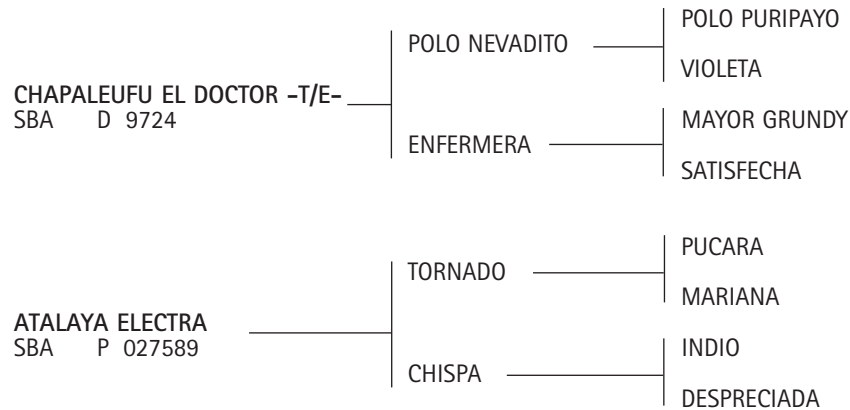 POLO PURIPAYO
POLO NEVADITO
VIOLETA
CHAPALEUFU EL DOCTOR -T/E-
SBA D 9724
MAYOR GRUNDY
ENFERMERA
SATISFECHA
PUCARA
TORNADO
MARIANA
ATALAYA ELECTRA
SBA P 027589
INDIO
CHISPA
DESPRECIADA